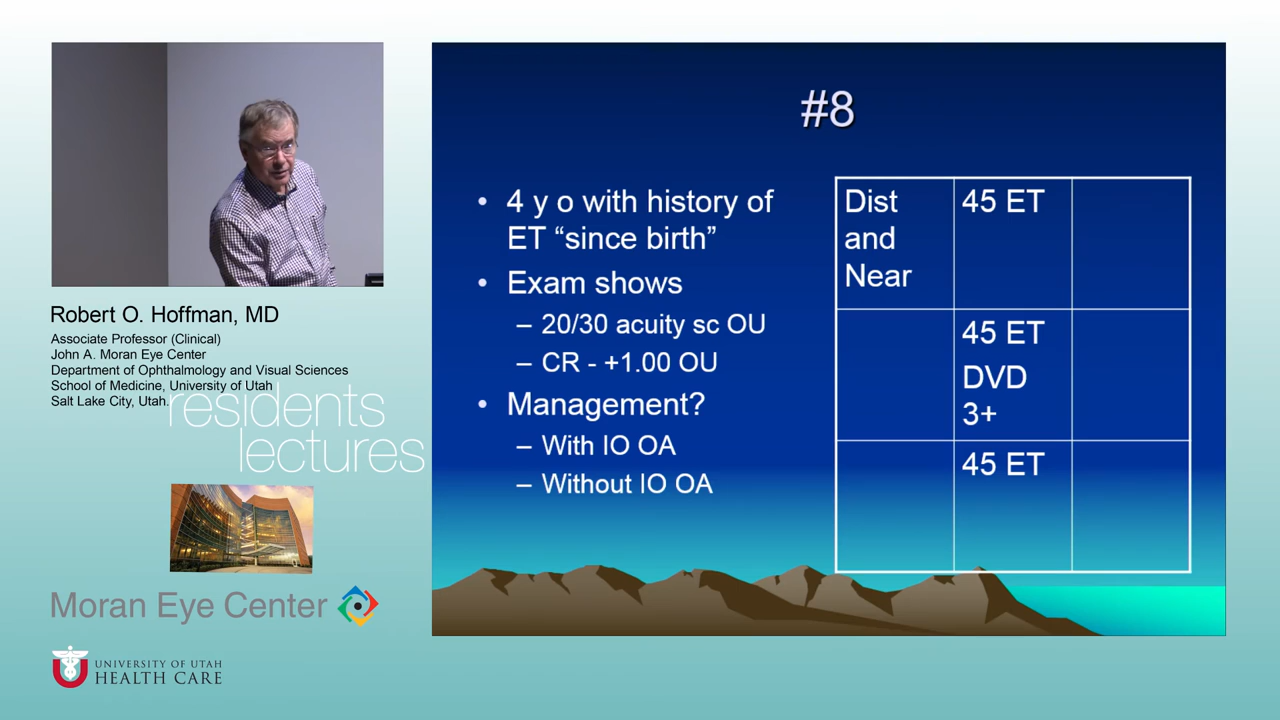 #8
• 4 y o with history of
ET “since birth”
• Exam shows
– 20/30 acuity sc OU
– CR - +1.00 OU
• Management?
– With IO OA
– Without IO OA
Dist
and
Near
45 ET
45 ET
DVD
3+
45 ET
Robert O. Hoffman, MD
Associate Professor (Clinical)
John A. Moran Eye Center
Department of Ophthalmology and Visual Sciences
School of Medicine, University of Utah
Salt Lake City, Utah.
residents
lectures
Moran Eye Center
UNIVERSITY OF UTAH
HEALTH CARE